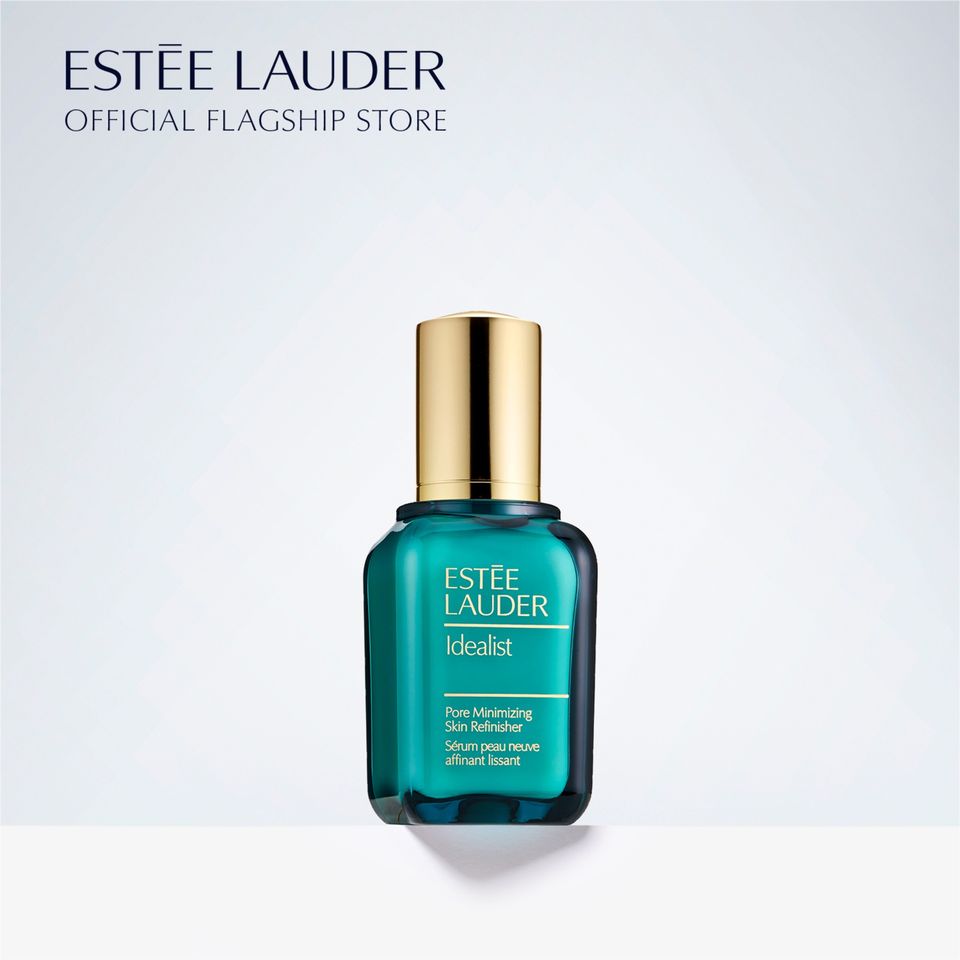 ESTĒE LAUDER
OFFICIAL FLAGSHIP STORE
ESTĒE
LAUDER
Idealist
Pore Minimizing
Skin Refinisher
Sérum peau neuve
affinant lissant